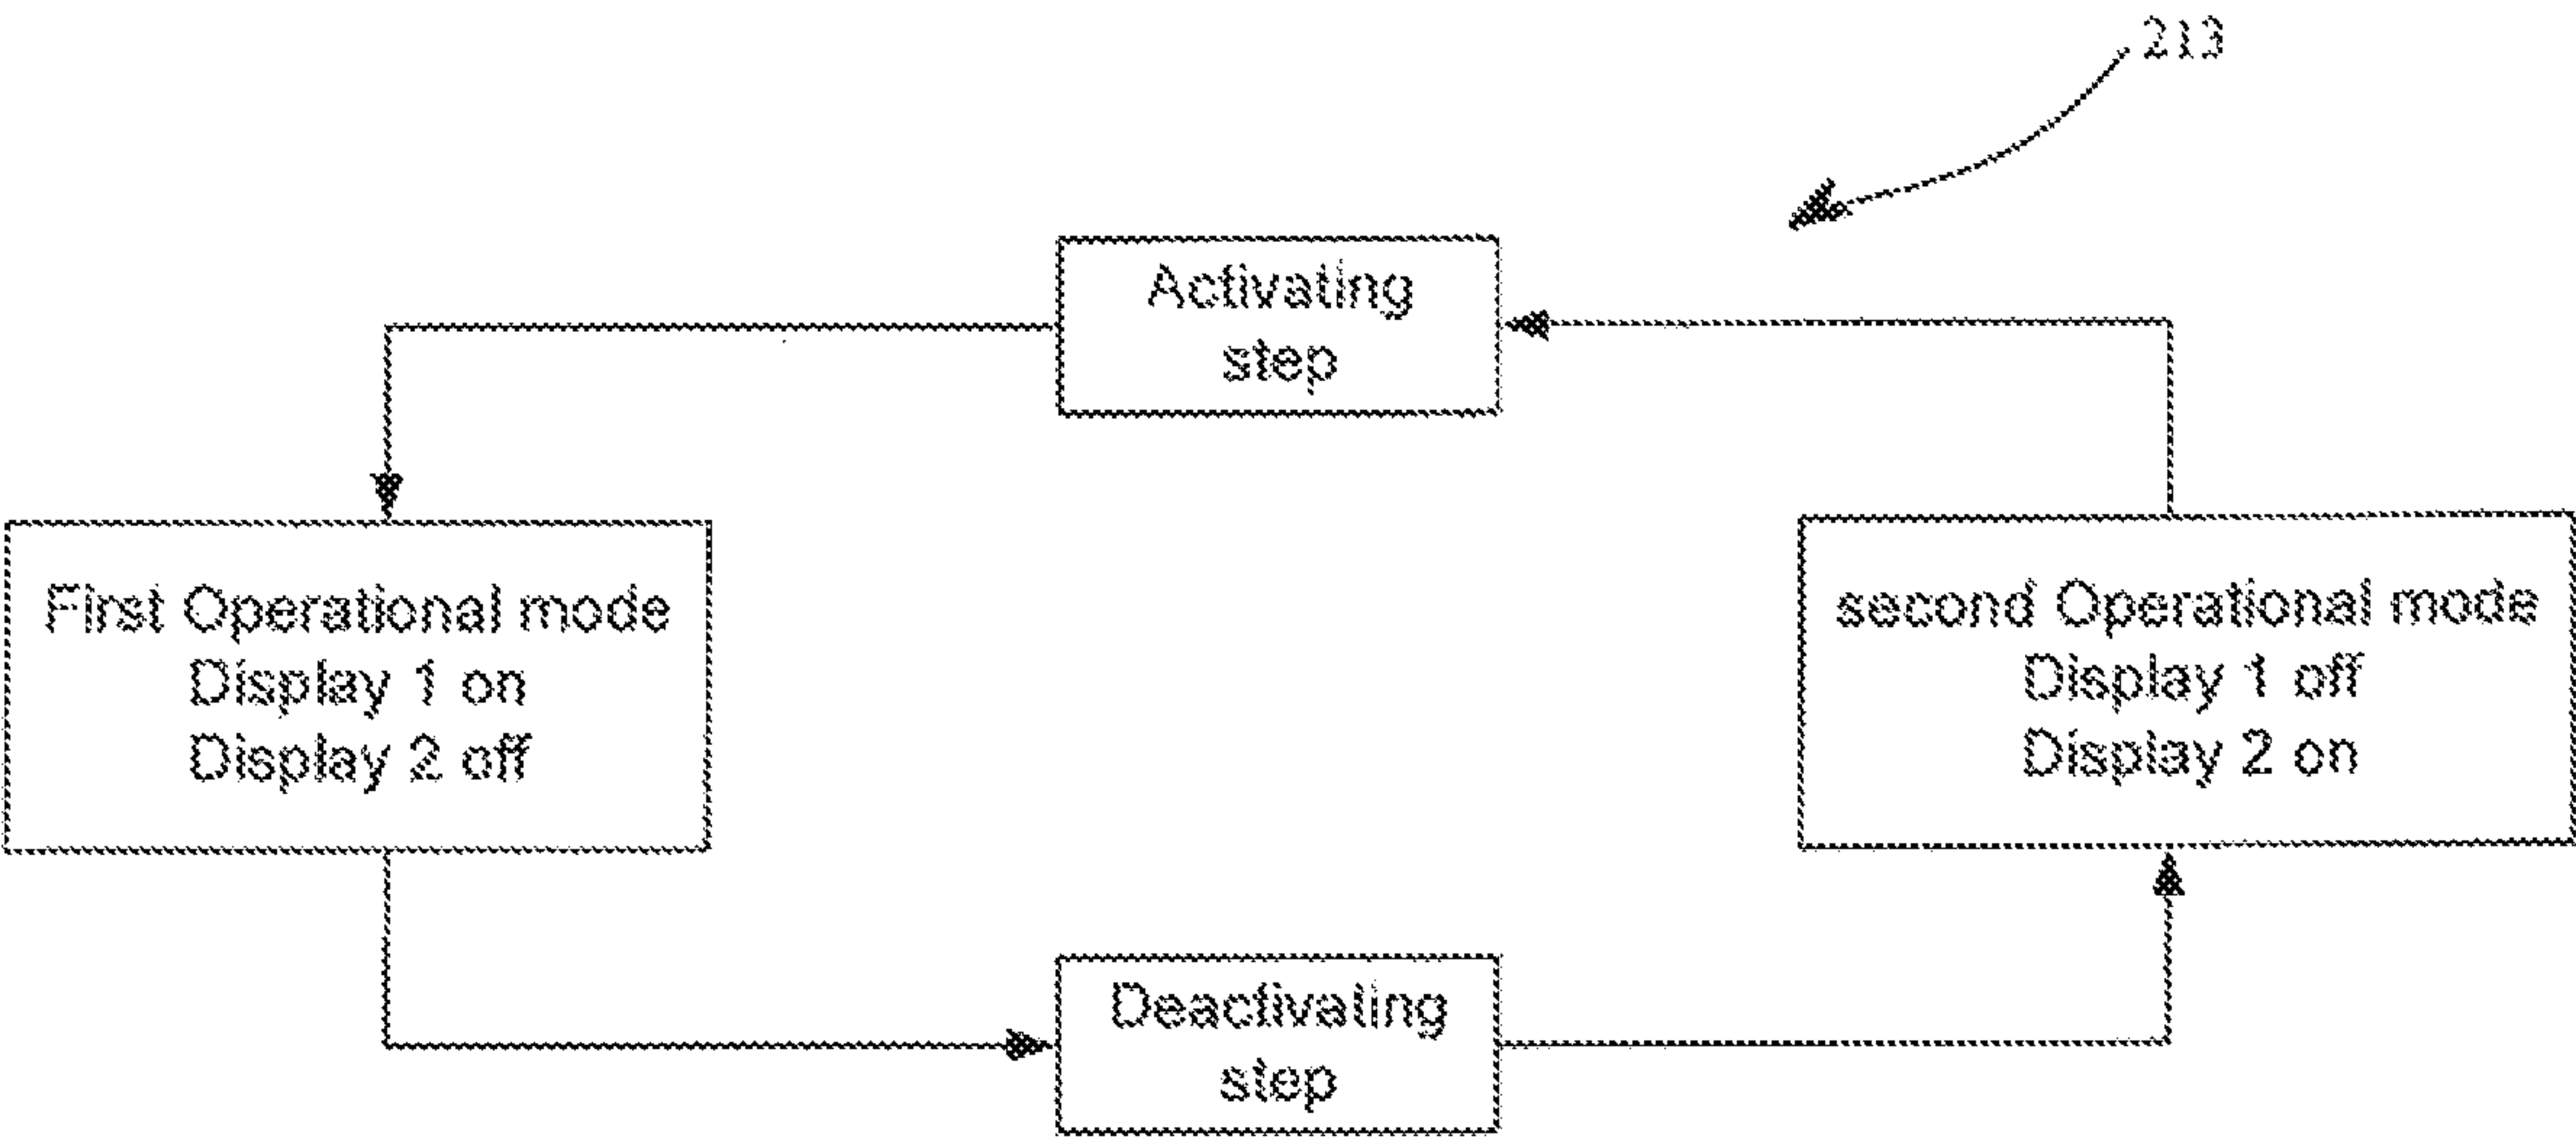 213
Activating
step
First Operational mode
Display 1 on
Display 2 off
second Operational mode
Display 1 off
Display 2 on
Deactivating
step